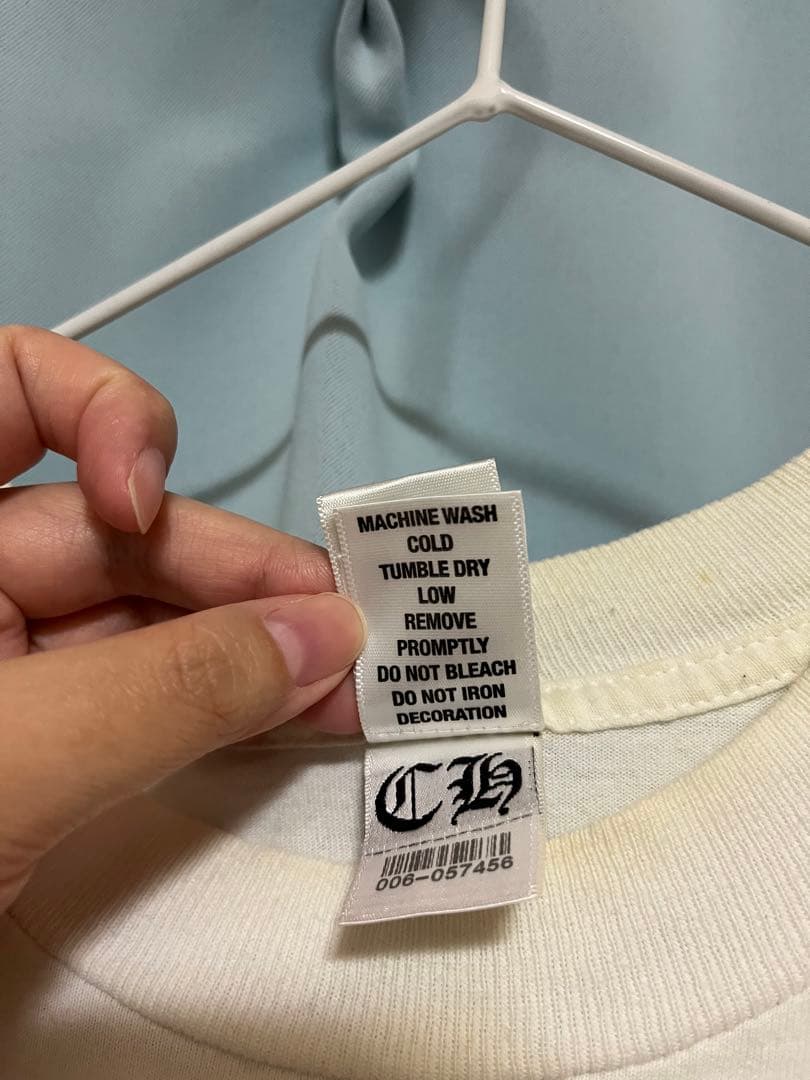 MACHINE WASH
COLD
TUMBLE DRY
LOW
REMOVE
PROMPTLY
DO NOT BLEACH
DO NOT IRON
DECORATION
CH
006-057456